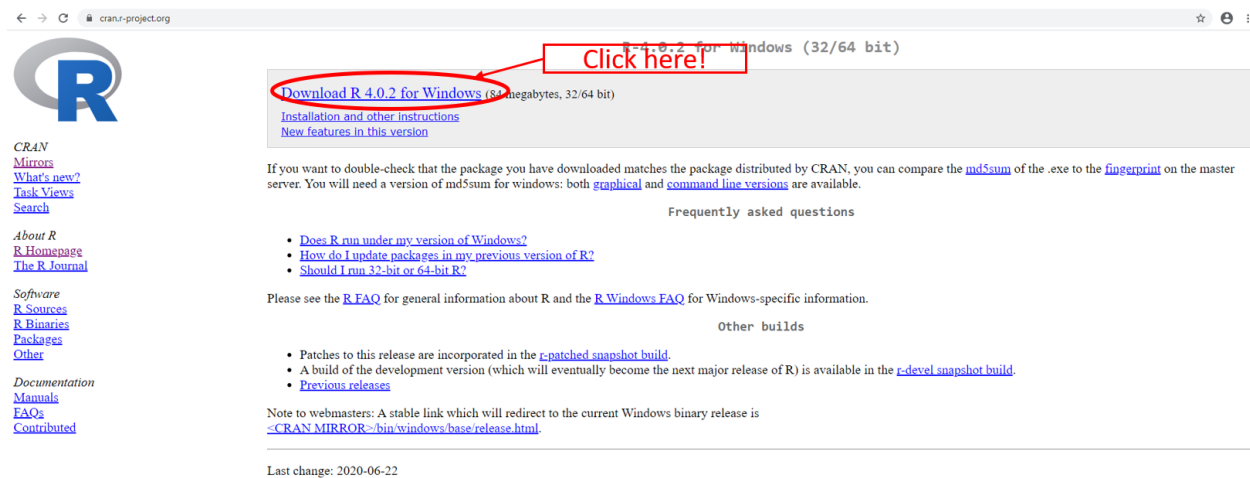 cran.r-project.org
R
R-4.0.2 for Windows (32/64 bit)
Click here!
Download R 4.0.2 for Windows (84 megabytes, 32/64 bit)
Installation and other instructions
New features in this version
CRAN
Mirrors
What's new?
Task Views
Search
About R
R Homepage
The R Journal
Software
R Sources
R Binaries
Packages
Other
Documentation
Manuals
FAQs
Contributed
If you want to double-check that the package you have downloaded matches the package distributed by CRAN, you can compare the md5sum of the .exe to the fingerprint on the master
server. You will need a version of md5sum for windows: both graphical and command line versions are available.
Frequently asked questions
• Does R run under my version of Windows?
• How do I update packages in my previous version of R?
• Should I run 32-bit or 64-bit R?
Please see the R FAQ for general information about R and the R Windows FAQ for Windows-specific information.
Other builds
• Patches to this release are incorporated in the r-patched snapshot build.
• A build of the development version (which will eventually become the next major release of R) is available in the r-devel snapshot build.
• Previous releases
Note to webmasters: A stable link which will redirect to the current Windows binary release is
<CRAN MIRROR>/bin/windows/base/release.html.
Last change: 2020-06-22